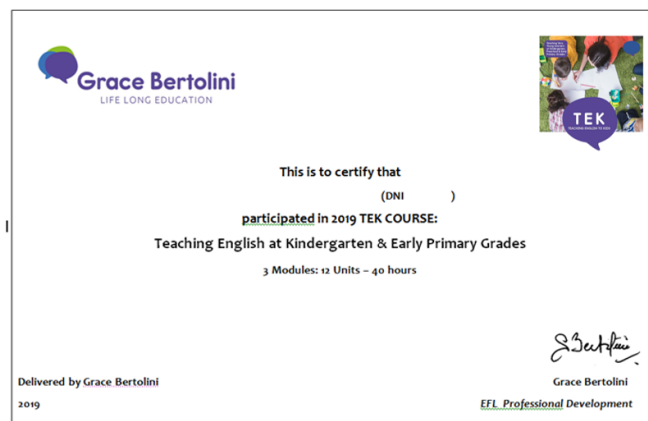 Grace Bertolini
LIFE LONG EDUCATION
TEK
TEACHING ENGLISH TO KIDS
This is to certify that
(DNI )
participated in 2019 TEK COURSE:
Teaching English at Kindergarten & Early Primary Grades
3 Modules: 12 Units – 40 hours
G Bertolini
Delivered by Grace Bertolini
Grace Bertolini
2019
EFL Professional Development